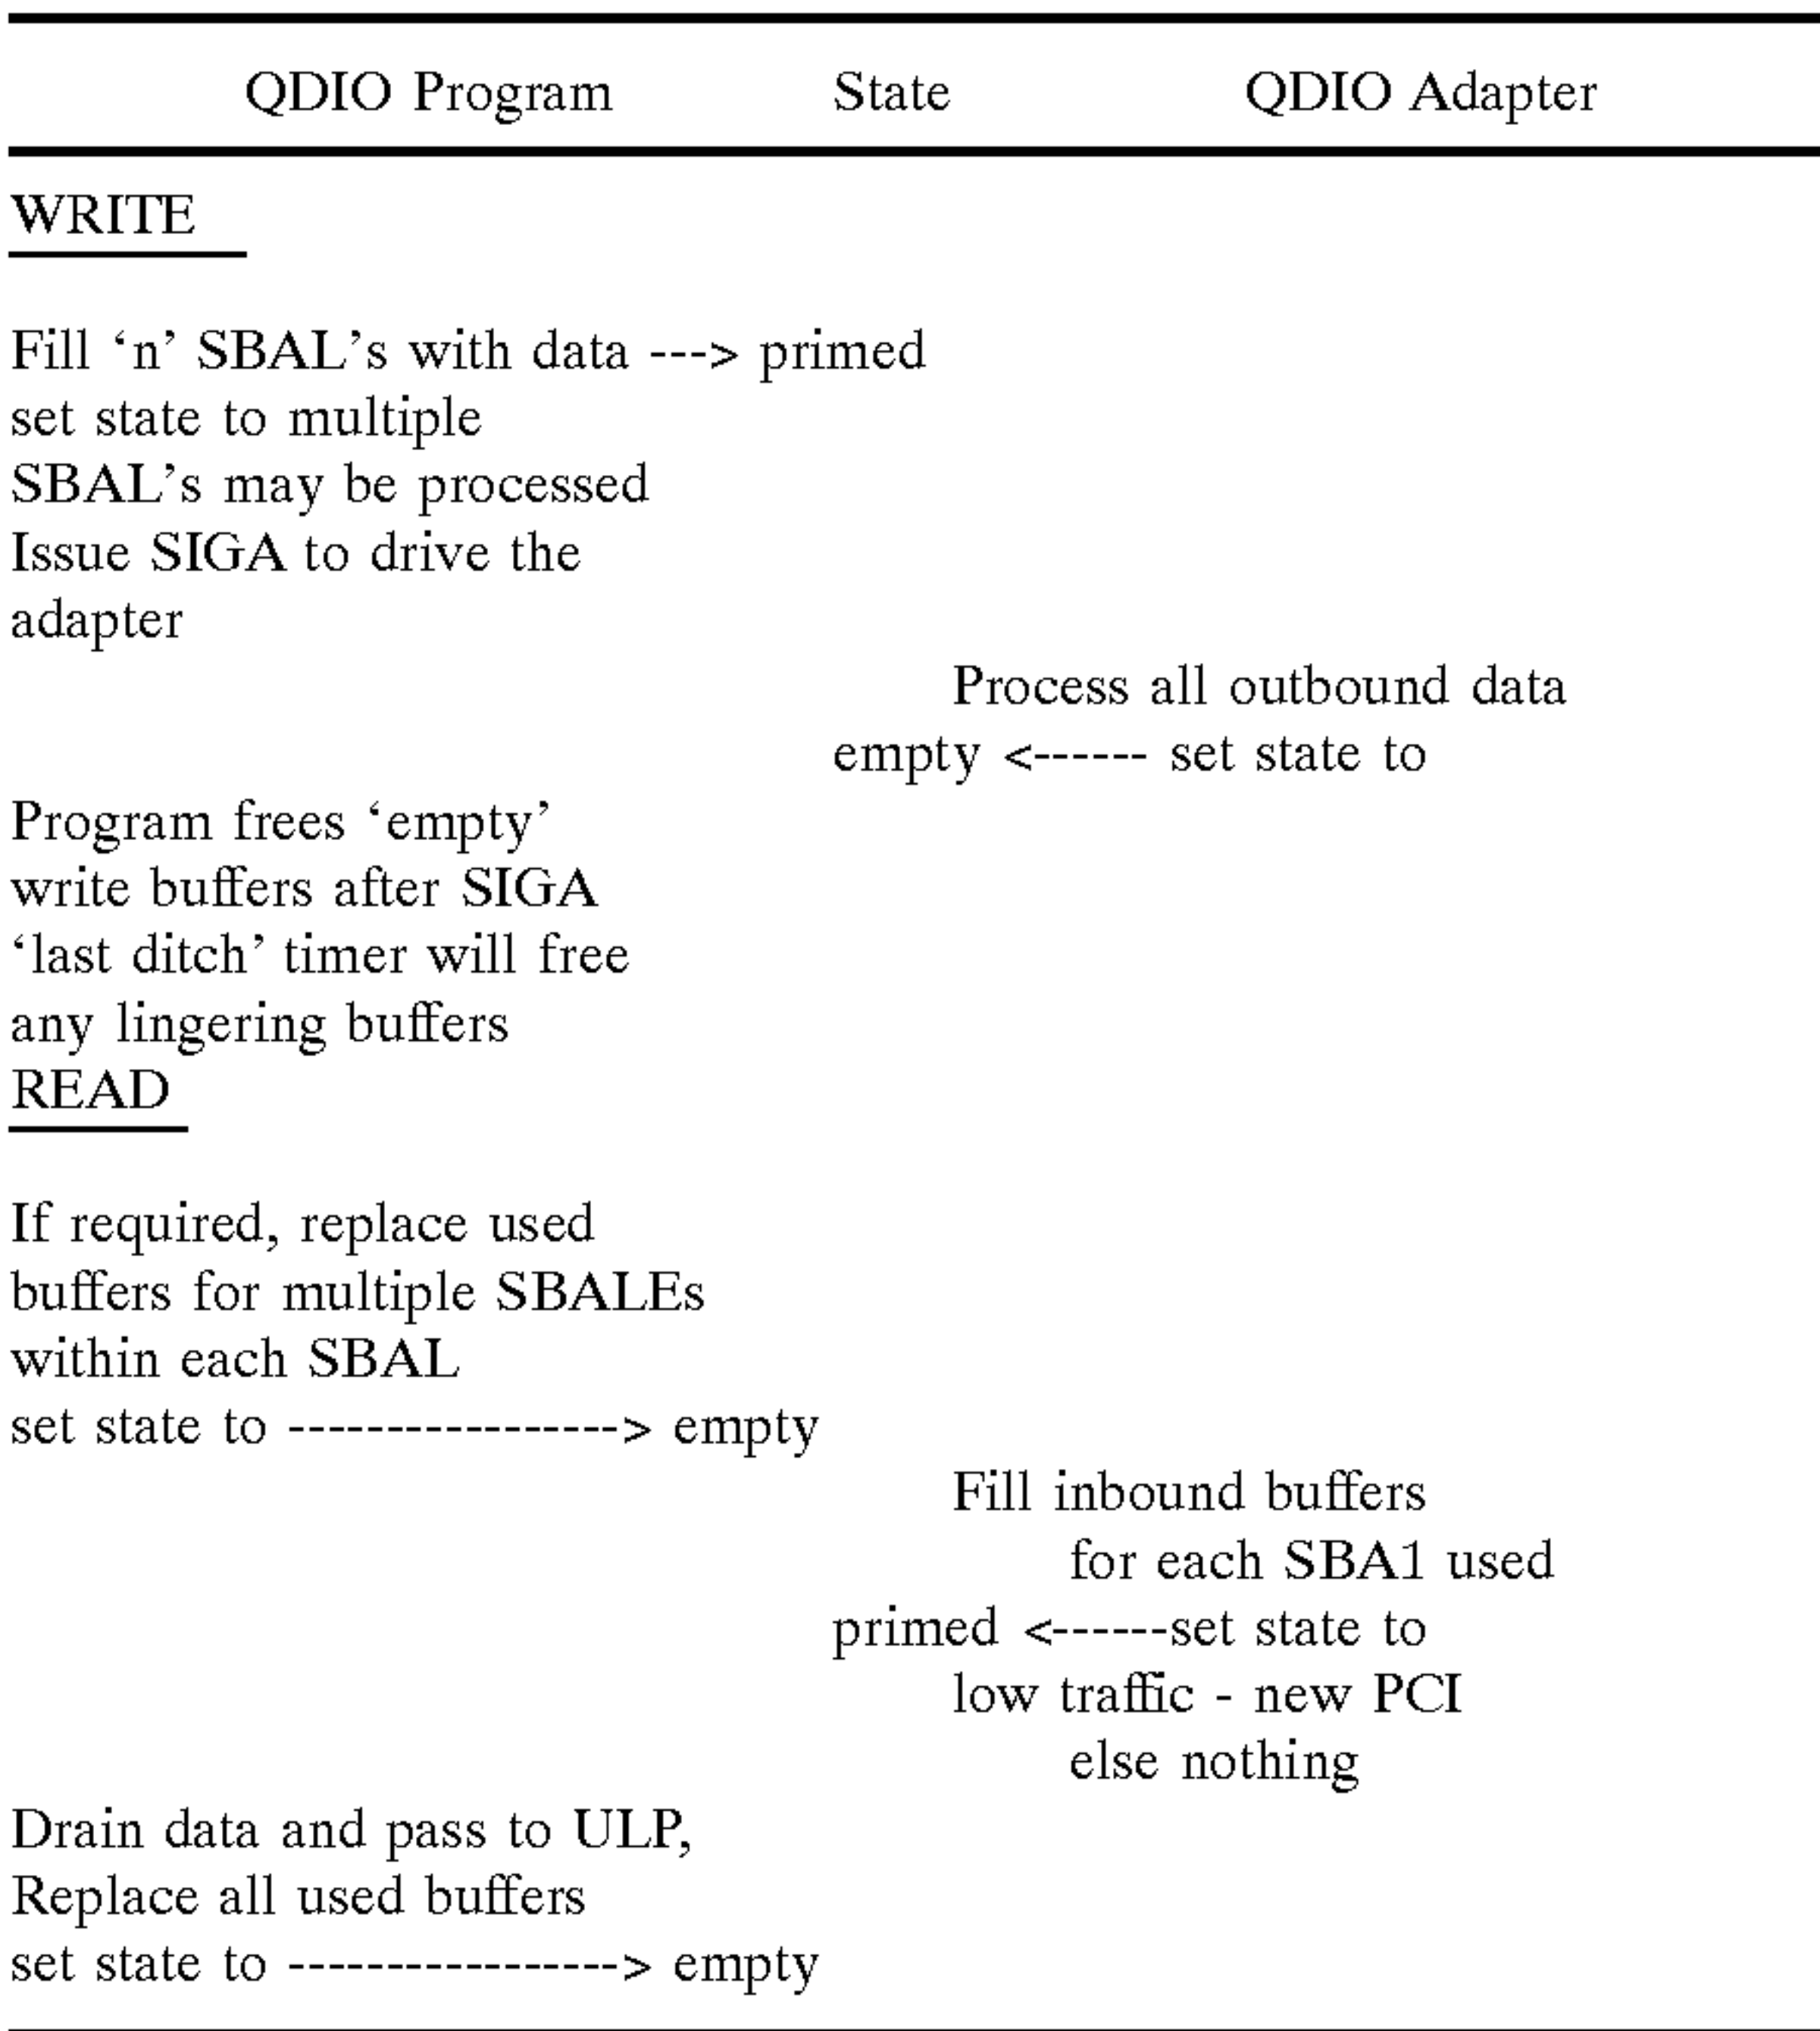 QDIO Program State QDIO Adapter
WRITE
Fill ‘n’ SBAL’s with data ---> primed
set state to multiple
SBAL’s may be processed
Issue SIGA to drive the
adapter
Process all outbound data
empty <------ set state to
Program frees ‘empty’
write buffers after SIGA
‘last ditch’ timer will free
any lingering buffers
READ
If required, replace used
buffers for multiple SBALEs
within each SBAL
set state to -----------------> empty
Fill inbound buffers
for each SBA1 used
primed <------set state to
low traffic - new PCI
else nothing
Drain data and pass to ULP,
Replace all used buffers
set state to -----------------> empty